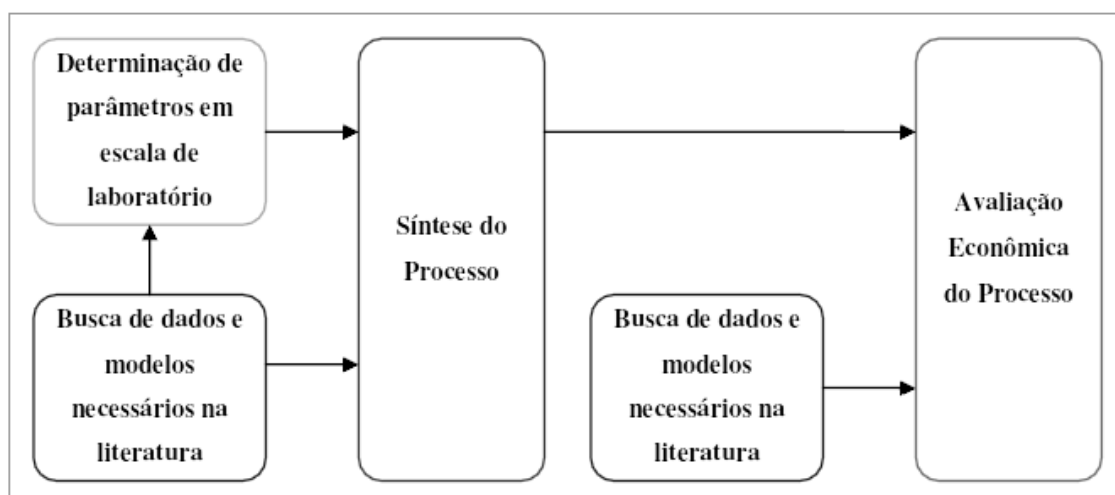 Determinação de
parâmetros em
escala de
laboratório
Busca de dados e
modelos
necessários na
literatura
Síntese do
Processo
Busca de dados e
modelos
necessários na
literatura
Avaliação
Econômica
do Processo